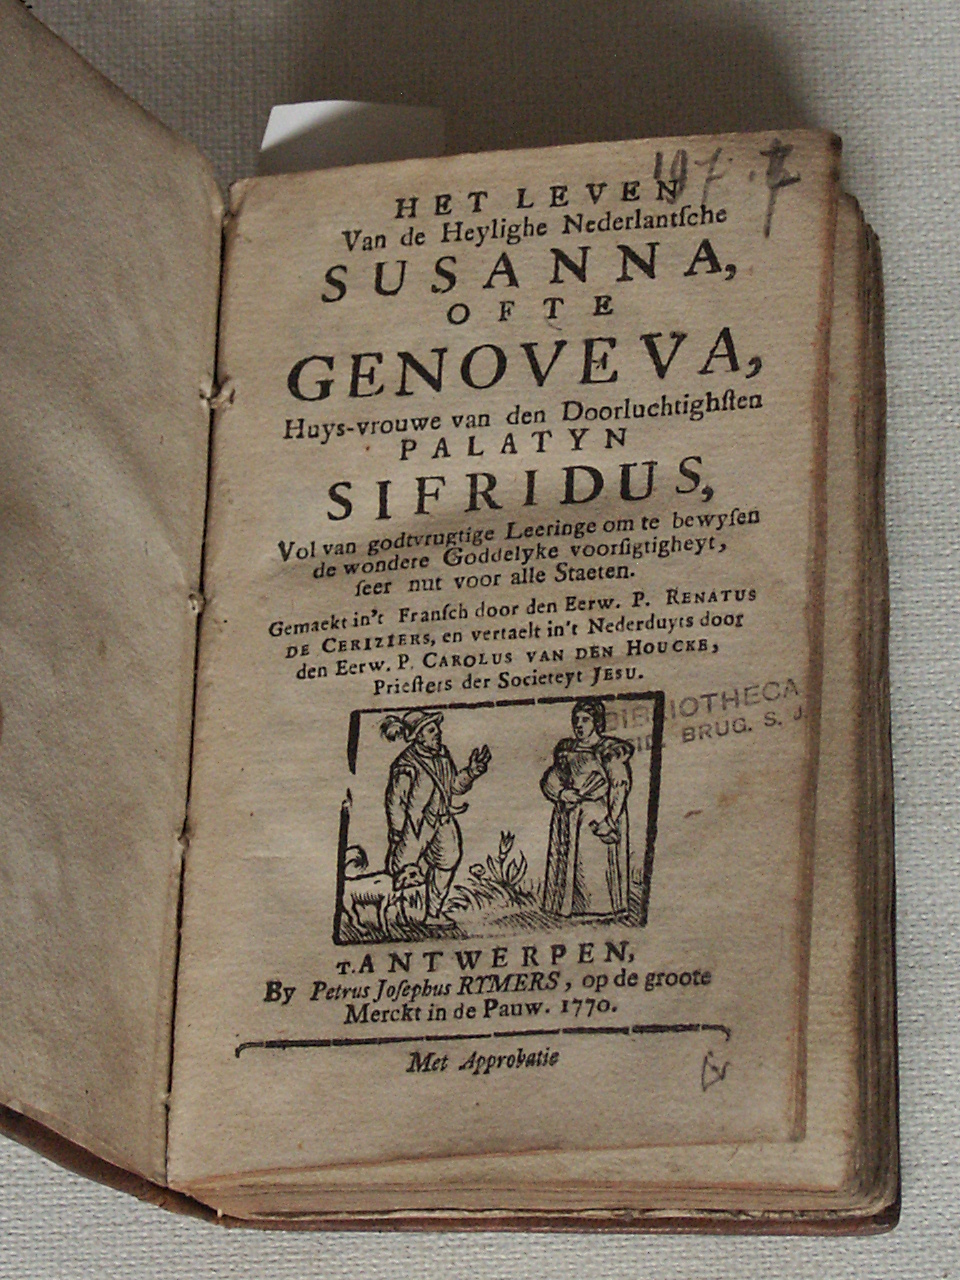 197. Z
HET LEVEN
Van de Heylighe Nederlantſche
SUSANNA,
OFTE
GENOVEVA,
Huys-vrouwe van den Doorluchtighſten
PALATYN
SIFRIDUS,
Vol van godtvrugtige Leeringe om te bewyſen
de wondere Goddelyke voorſigtigheyt,
ſeer nut voor alle Staeten.
Gemaekt in't Franſch door den Eerw. P. RENATUS
DE CERIZIERS, en vertaelt in't Nederduyts door
den Eerw. P. CAROLUS VAN DEN HOUCKE,
Prieſters der Societeyt JESU.
BIBLIOTHECA
BRUG. S. J.
T.ANTWERPEN,
By Petrus Joſephus RYMERS, op de groote
Merckt in de Pauw. 1770.
Met Approbatie